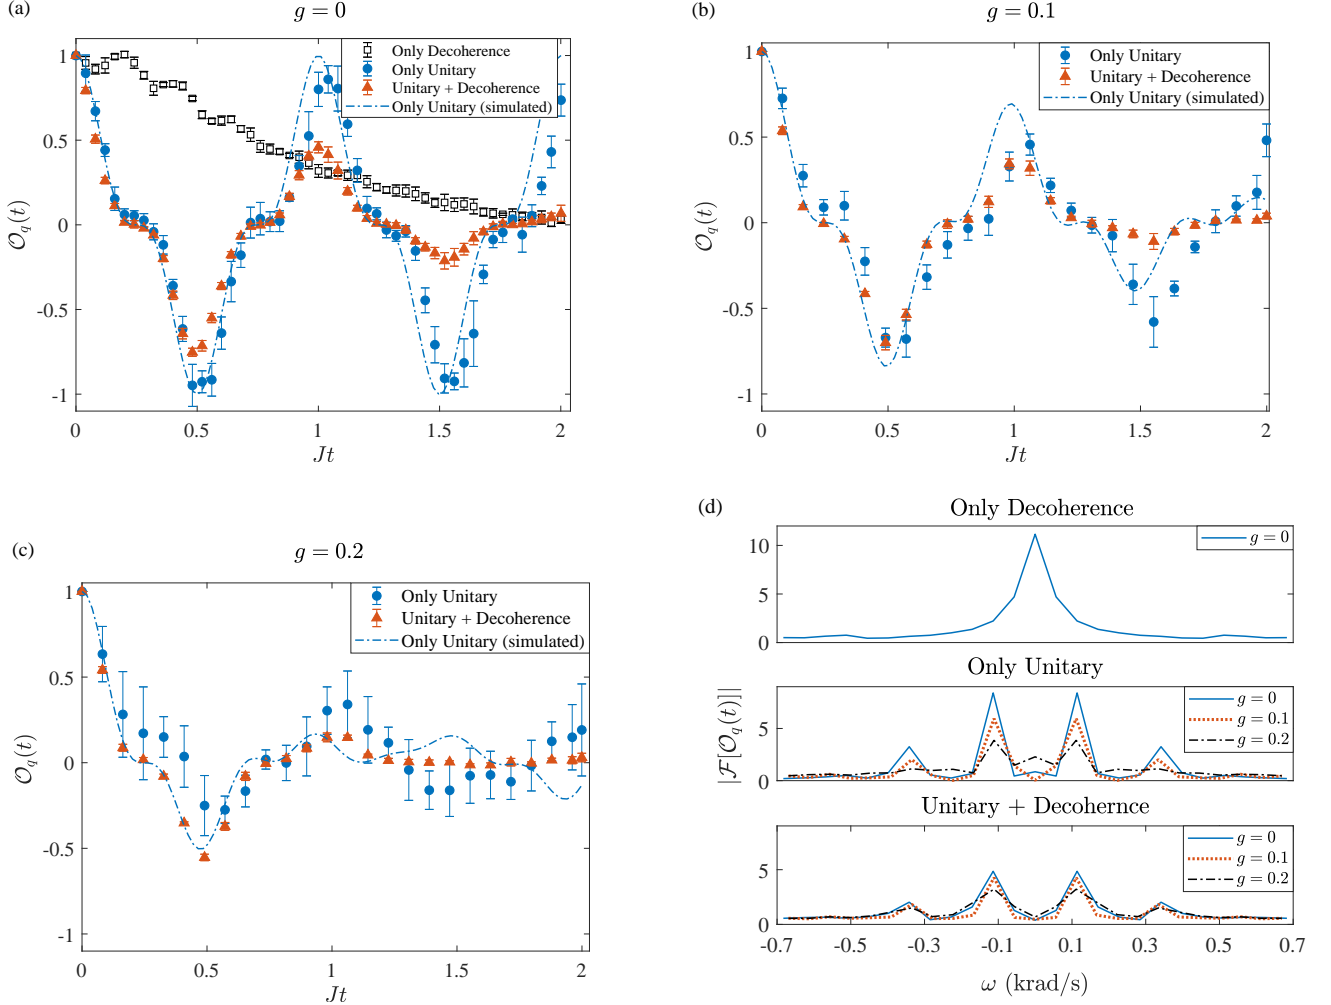 (a)
g = 0
Only Decoherence
Only Unitary
Unitary + Decoherence
Only Unitary (simulated)
1
0.5
0
-0.5
-1
𝒪q(t)
0
0.5
1
1.5
2
Jt
(b)
g = 0.1
Only Unitary
Unitary + Decoherence
Only Unitary (simulated)
1
0.5
0
-0.5
-1
𝒪q(t)
0
0.5
1
1.5
2
Jt
(c)
g = 0.2
Only Unitary
Unitary + Decoherence
Only Unitary (simulated)
1
0.5
0
-0.5
-1
𝒪q(t)
0
0.5
1
1.5
2
Jt
(d)
Only Decoherence
g = 0
10
5
0
Only Unitary
g = 0
g = 0.1
g = 0.2
5
0
|ℱ[𝒪q(t)]|
Unitary + Decohernce
g = 0
g = 0.1
g = 0.2
5
0
-0.7
-0.5
-0.3
-0.1
0.1
0.3
0.5
0.7
ω (krad/s)